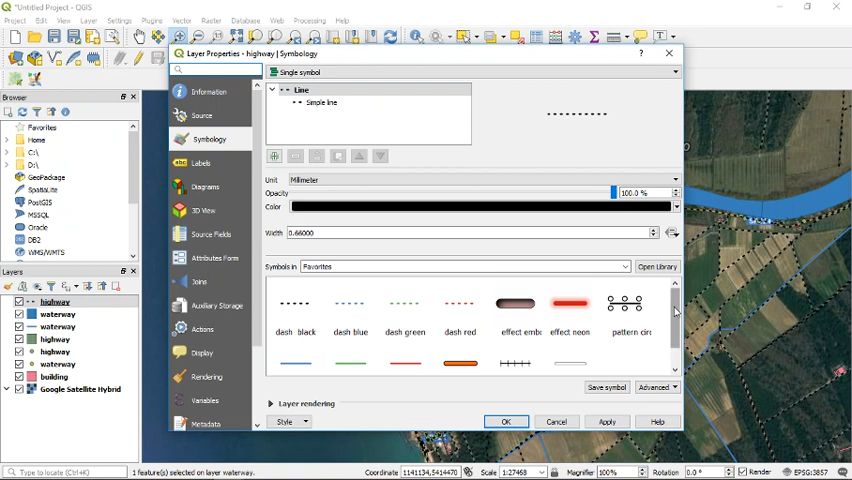 *Untitled Project - QGIS
Project Edit View Layer Settings Plugins Vector Raster Database Web Processing Help
Browser
Favorites
Home
C:\
D:\
GeoPackage
SpatiaLite
PostGIS
MSSQL
Oracle
DB2
WMS/WMTS
Layers
highway
waterway
waterway
highway
highway
waterway
building
Google Satellite Hybrid
Layer Properties - highway | Symbology
Information
Source
Symbology
Labels
Diagrams
3D View
Source Fields
Attributes Form
Joins
Auxiliary Storage
Actions
Display
Rendering
Variables
Metadata
Single symbol
Line
Simple line
Unit Millimeter
Opacity 100.0 %
Color
Width 0.66000
Symbols in Favorites Open Library
dash black dash blue dash green dash red effect emb effect neon pattern circ
Save symbol Advanced
Layer rendering
Style OK Cancel Apply Help
Type to locate (Ctrl+K) 1 feature(s) selected on layer waterway. Coordinate 1141134,5414470 Scale 1:27468 Magnifier 100% Rotation 0.0 ° Render EPSG:3857